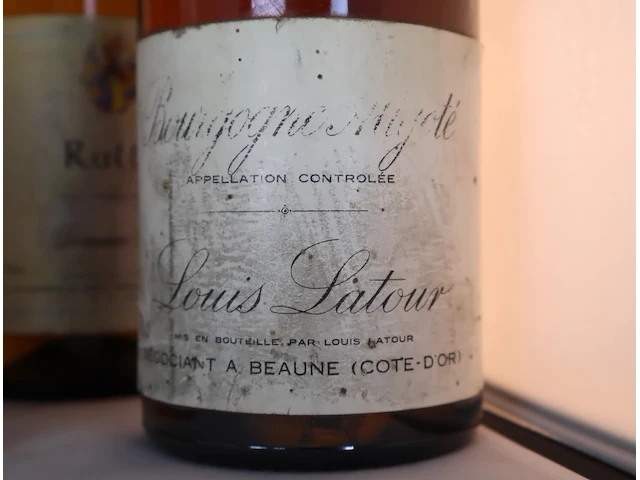 Bourgogne Aligoté
APPELLATION CONTROLÉE
Louis Latour
MIS EN BOUTEILLE PAR LOUIS LATOUR
NÉGOCIANT A BEAUNE (COTE-D'OR)